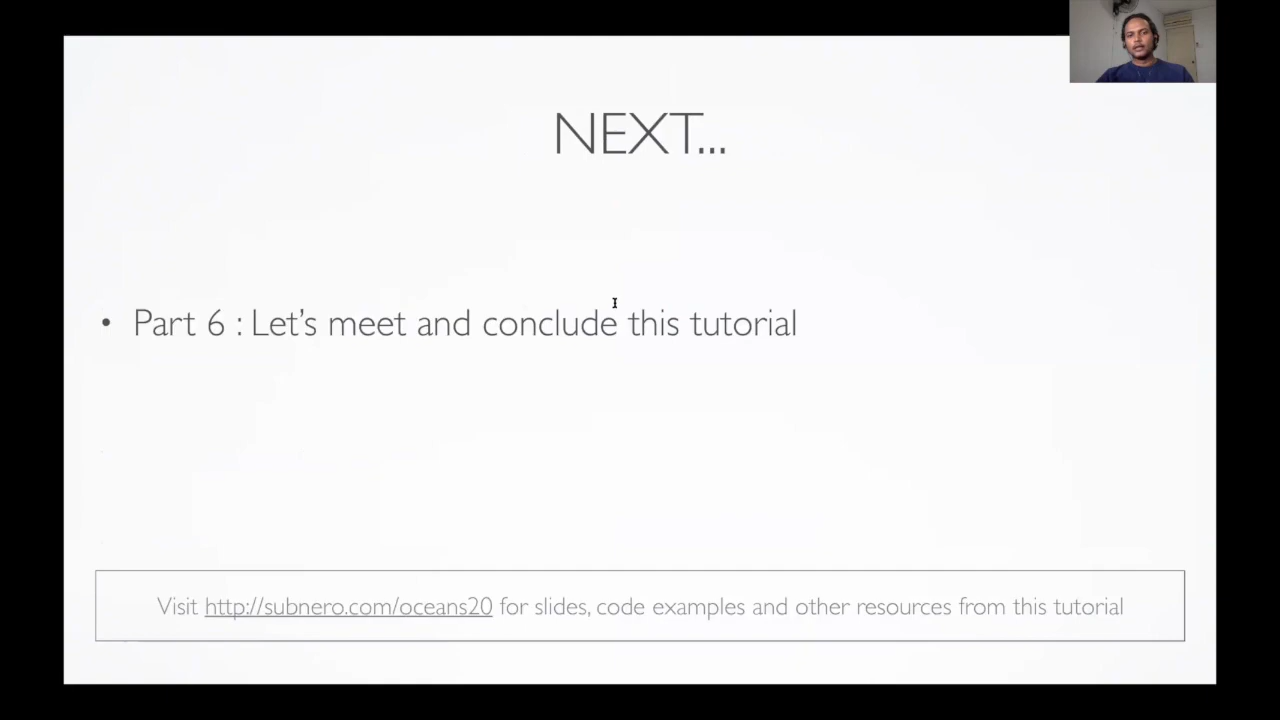 NEXT...
• Part 6 : Let's meet and conclude this tutorial
Visit http://subnero.com/oceans20 for slides, code examples and other resources from this tutorial